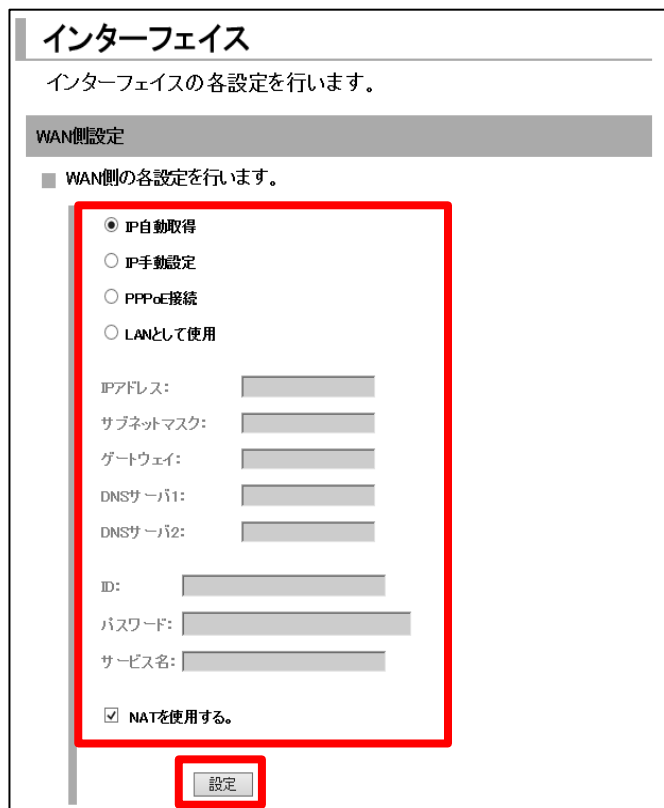 インターフェイス
インターフェイスの各設定を行います。
WAN側設定
WAN側の各設定を行います。
IP自動取得
IP手動設定
PPPoE接続
LANとして使用
IPアドレス:
サブネットマスク:
ゲートウェイ:
DNSサーバ1:
DNSサーバ2:
ID:
パスワード:
サービス名:
NATを使用する。
設定